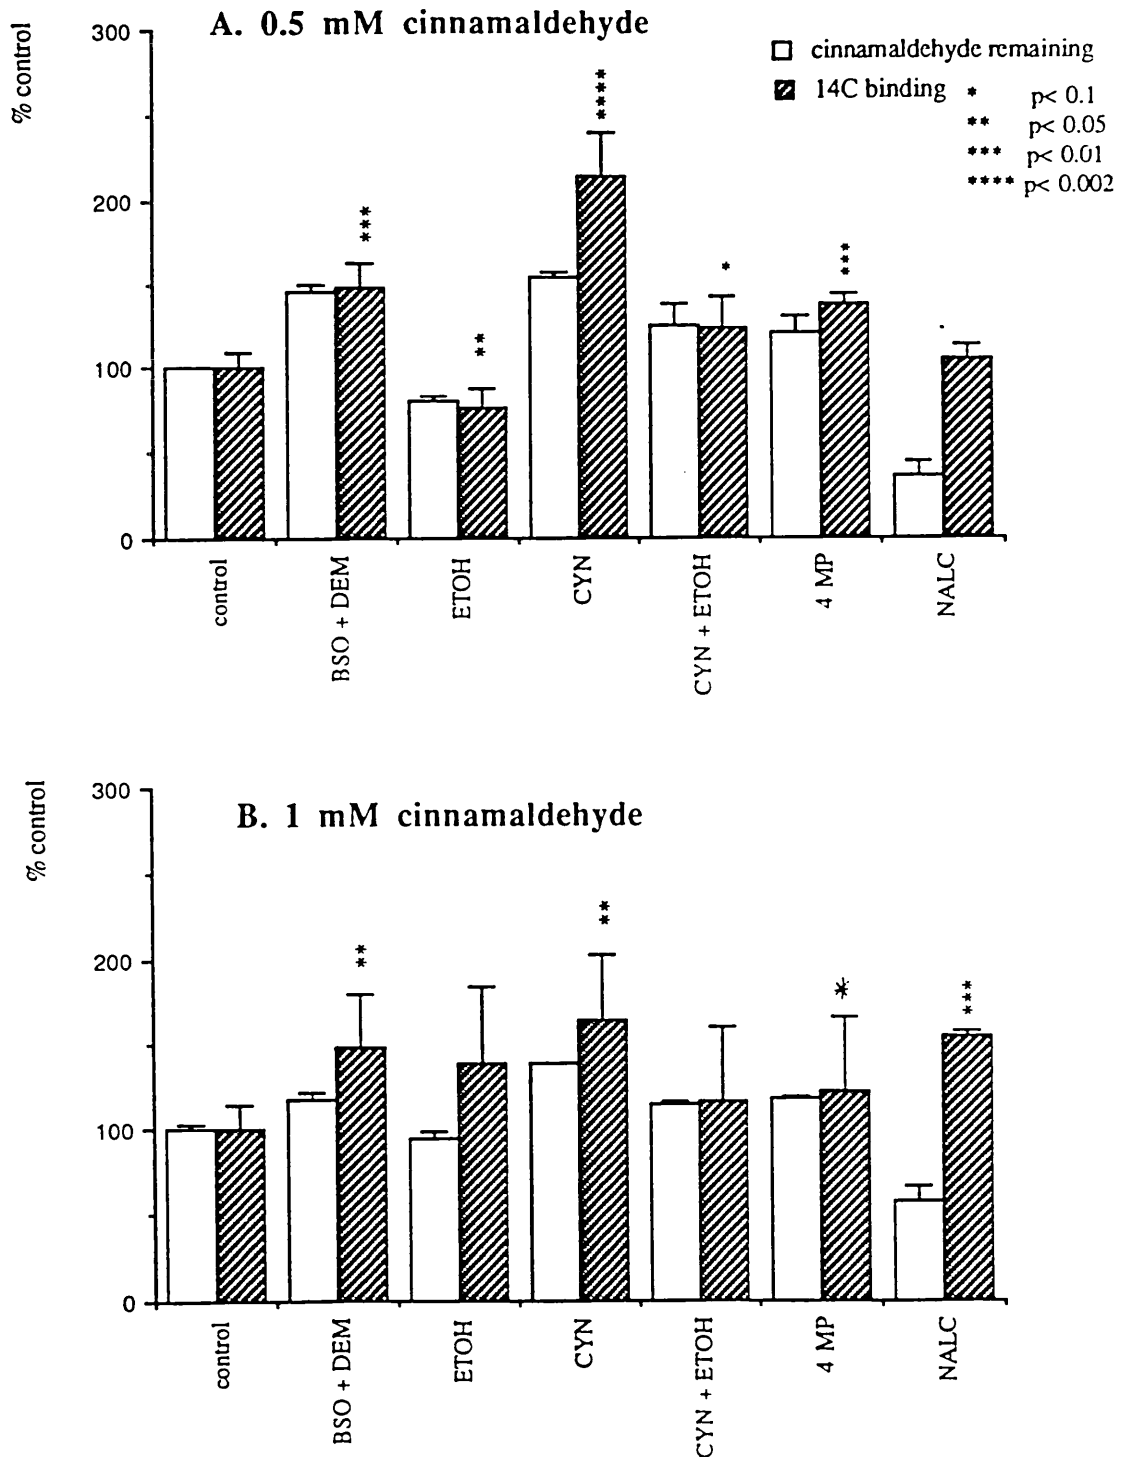 A. 0.5 mM cinnamaldehyde
% control
300
200
100
0
cinnamaldehyde remaining
14C binding
* p< 0.1
** p< 0.05
*** p< 0.01
**** p< 0.002
***
**
****
*
***
control
BSO + DEM
ETOH
CYN
CYN + ETOH
4 MP
NALC
B. 1 mM cinnamaldehyde
% control
300
200
100
0
**
**
*
***
control
BSO + DEM
ETOH
CYN
CYN + ETOH
4 MP
NALC